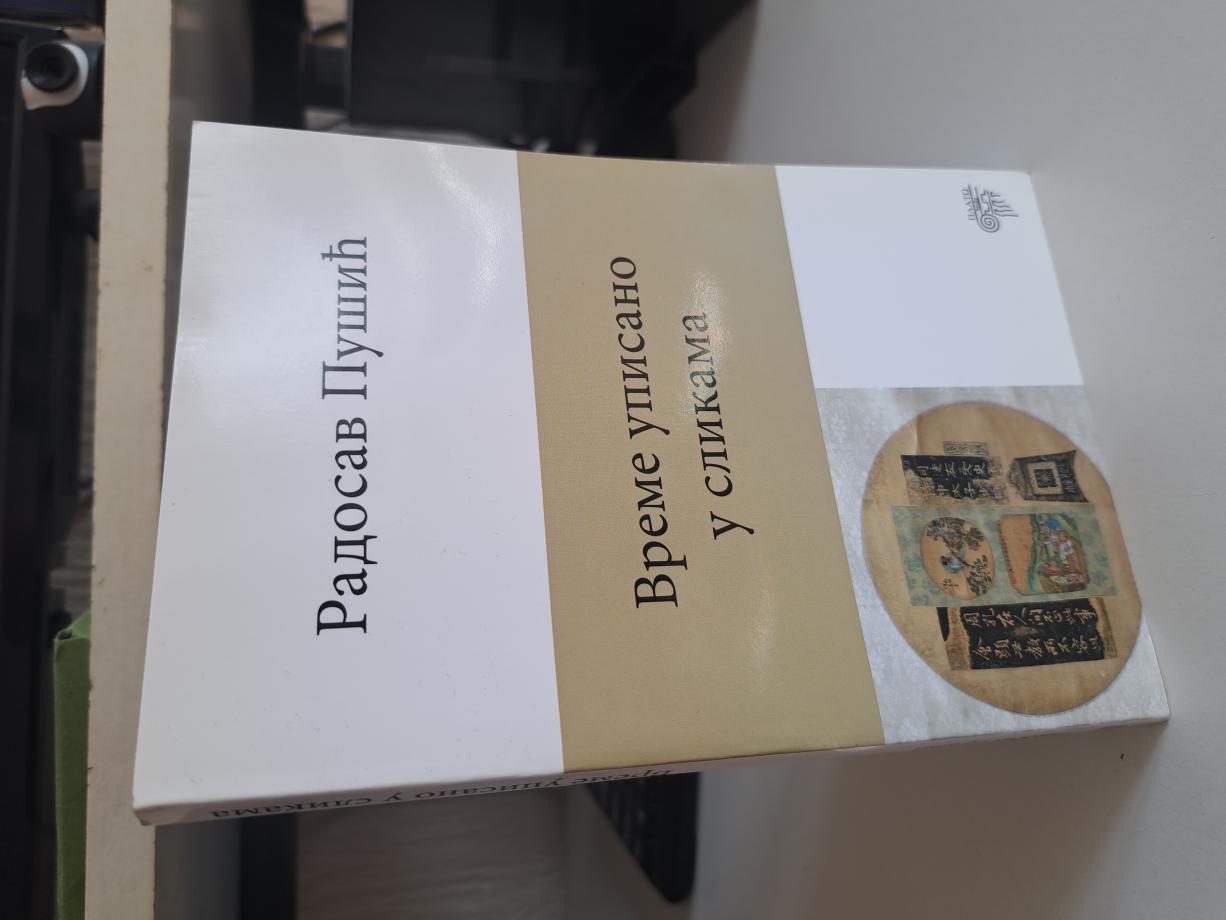 Радосав Пушић
Време уписано
у сликама
Време уписано у сликама